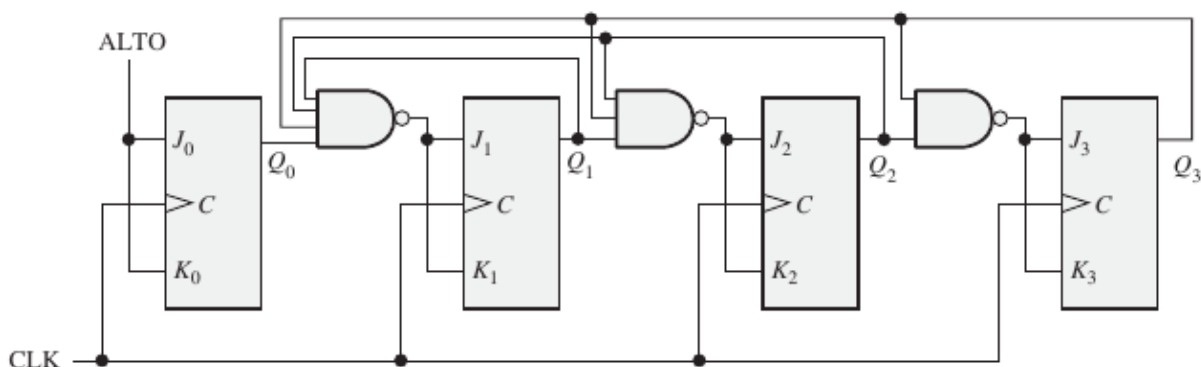 ALTO
J₀
Q₀
C
K₀
J₁
Q₁
C
K₁
J₂
Q₂
C
K₂
J₃
Q₃
C
K₃
CLK